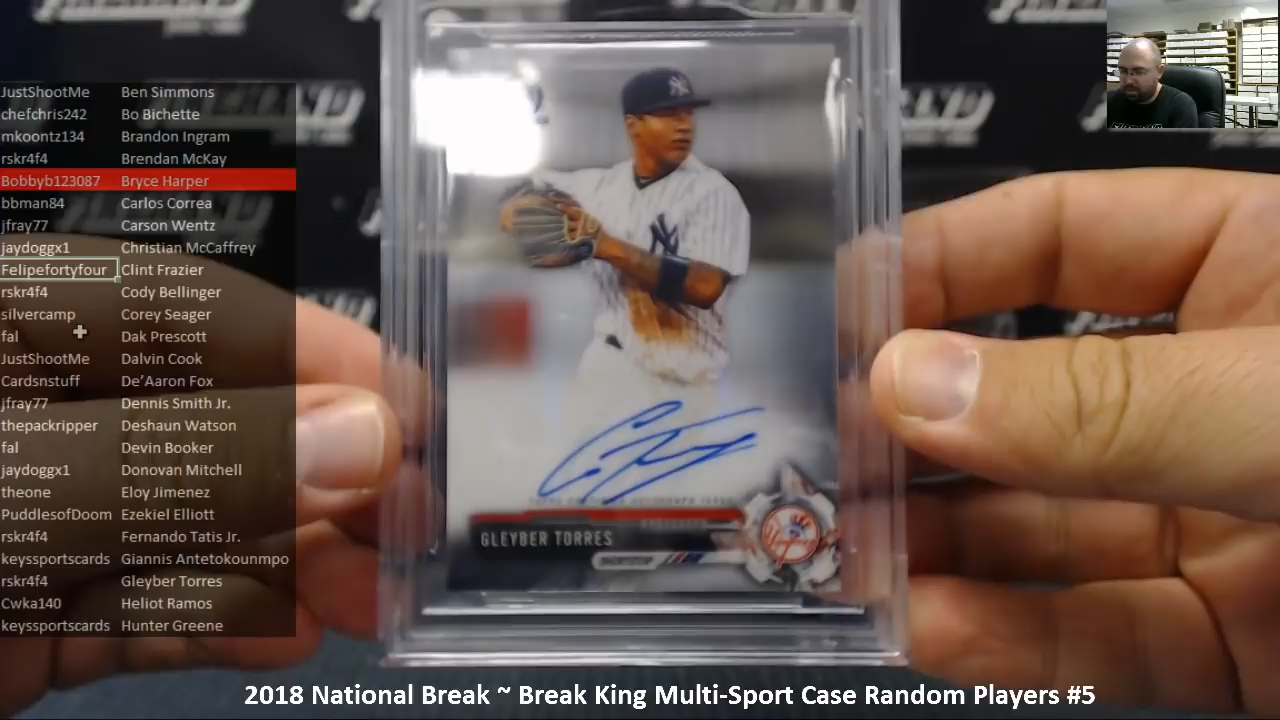 JustShootMe Ben Simmons
chefchris242 Bo Bichette
mkoontz134 Brandon Ingram
rskr4f4 Brendan McKay
Bobbyb123087 Bryce Harper
bbman84 Carlos Correa
jfray77 Carson Wentz
jaydoggx1 Christian McCaffrey
Felipefortyfour Clint Frazier
rskr4f4 Cody Bellinger
silvercamp Corey Seager
fal Dak Prescott
JustShootMe Dalvin Cook
Cardsnstuff De'Aaron Fox
jfray77 Dennis Smith Jr.
thepackripper Deshaun Watson
fal Devin Booker
jaydoggx1 Donovan Mitchell
theone Eloy Jimenez
PuddlesofDoom Ezekiel Elliott
rskr4f4 Fernando Tatis Jr.
keyssportscards Giannis Antetokounmpo
rskr4f4 Gleyber Torres
Cwka140 Heliot Ramos
keyssportscards Hunter Greene
GLEYBER TORRES
2018 National Break ~ Break King Multi-Sport Case Random Players #5